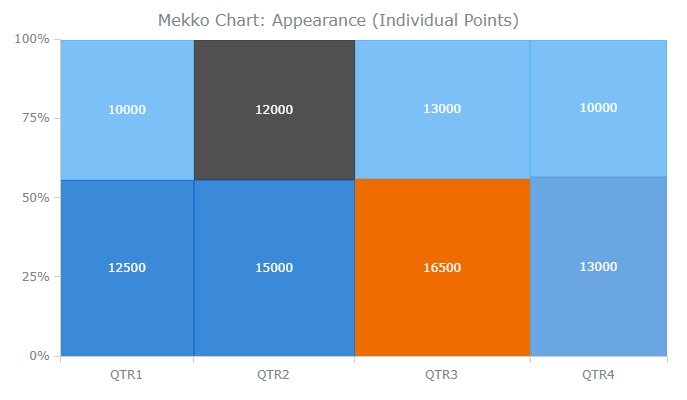 Mekko Chart: Appearance (Individual Points)
100%
75%
50%
25%
0%
10000
12000
13000
10000
12500
15000
16500
13000
QTR1
QTR2
QTR3
QTR4